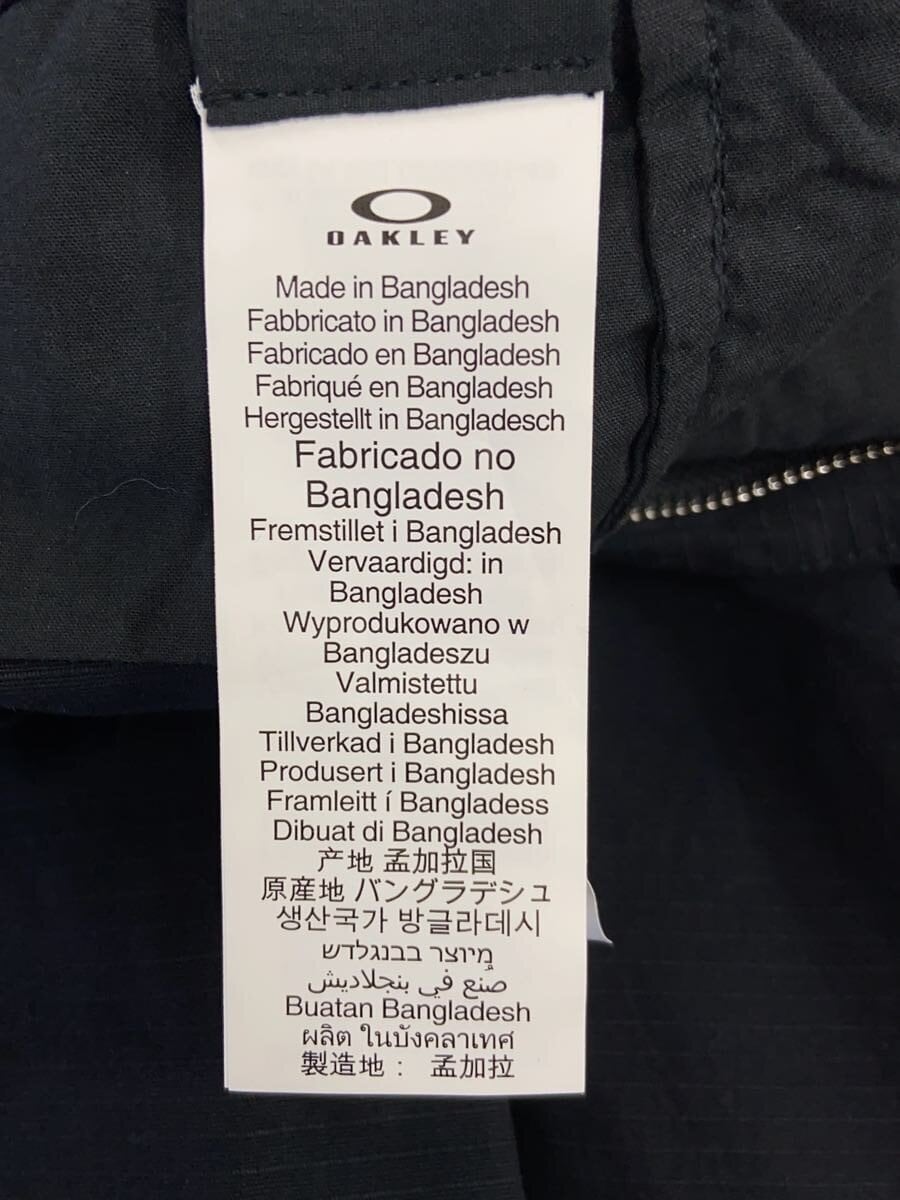 OAKLEY
Made in Bangladesh
Fabbricato in Bangladesh
Fabricado en Bangladesh
Fabriqué en Bangladesh
Hergestellt in Bangladesch
Fabricado no
Bangladesh
Fremstillet i Bangladesh
Vervaardigd: in
Bangladesh
Wyprodukowano w
Bangladeszu
Valmistettu
Bangladeshissa
Tillverkad i Bangladesh
Produsert i Bangladesh
Framleitt í Bangladess
Dibuat di Bangladesh
产地 孟加拉国
原産地 バングラデシュ
생산국가 방글라데시
מיוצר בבנגלדש
صُنع في بنجلاديش
Buatan Bangladesh
ผลิต ในบังคลาเทศ
製造地： 孟加拉